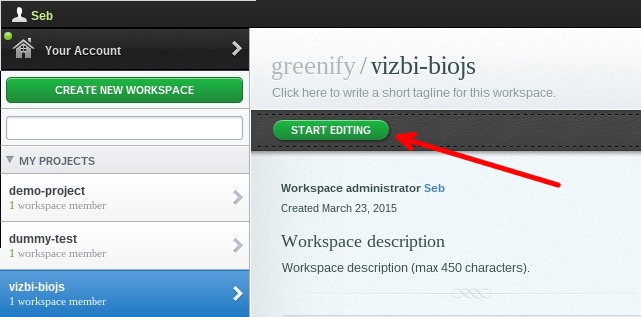 Seb
Your Account
CREATE NEW WORKSPACE
MY PROJECTS
demo-project
1 workspace member
dummy-test
1 workspace member
vizbi-biojs
1 workspace member
greenify / vizbi-biojs
Click here to write a short tagline for this workspace.
START EDITING
Workspace administrator Seb
Created March 23, 2015
Workspace description
Workspace description (max 450 characters).